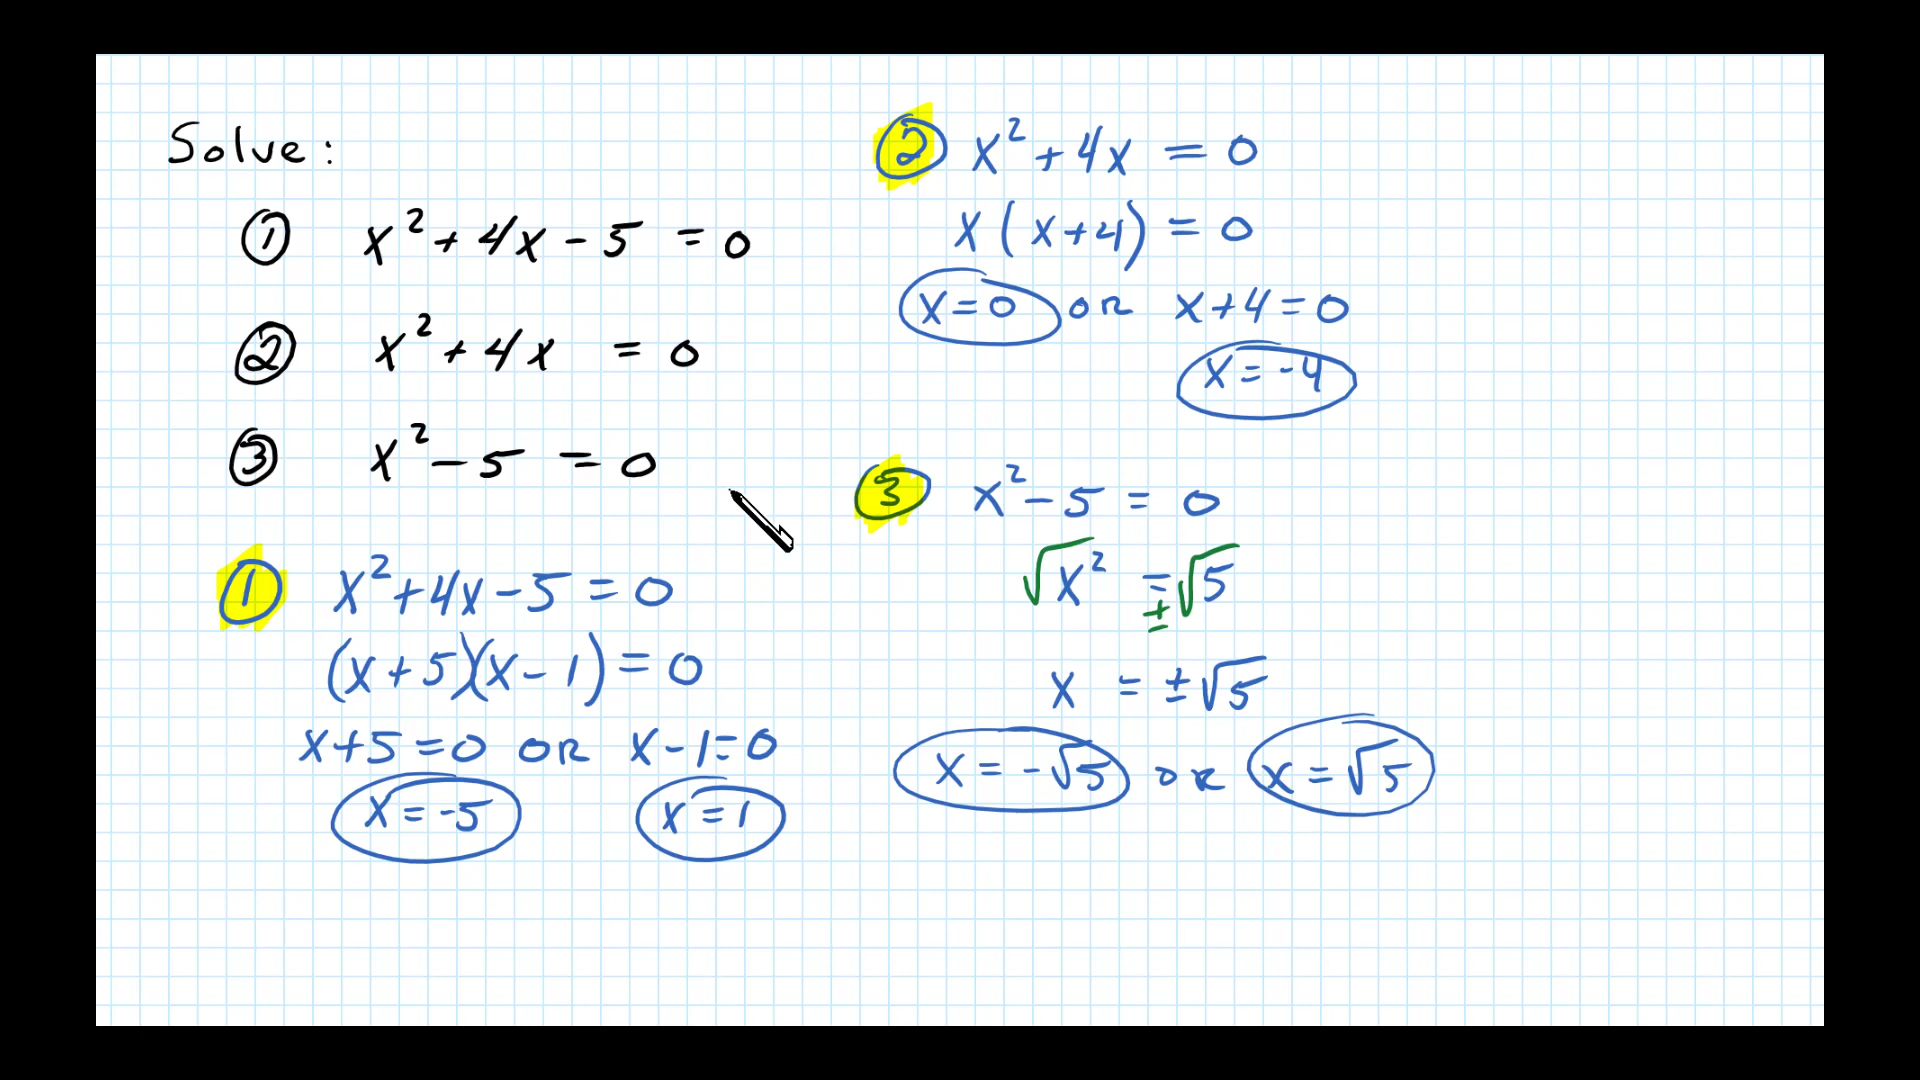 Solve:
① x² + 4x - 5 = 0
② x² + 4x = 0
③ x² - 5 = 0
① x² + 4x - 5 = 0
(x + 5)(x - 1) = 0
x + 5 = 0 OR x - 1 = 0
x = -5 x = 1
② x² + 4x = 0
x(x + 4) = 0
x = 0 OR x + 4 = 0
x = -4
③ x² - 5 = 0
√x² = ±√5
x = ±√5
x = -√5 OR x = √5